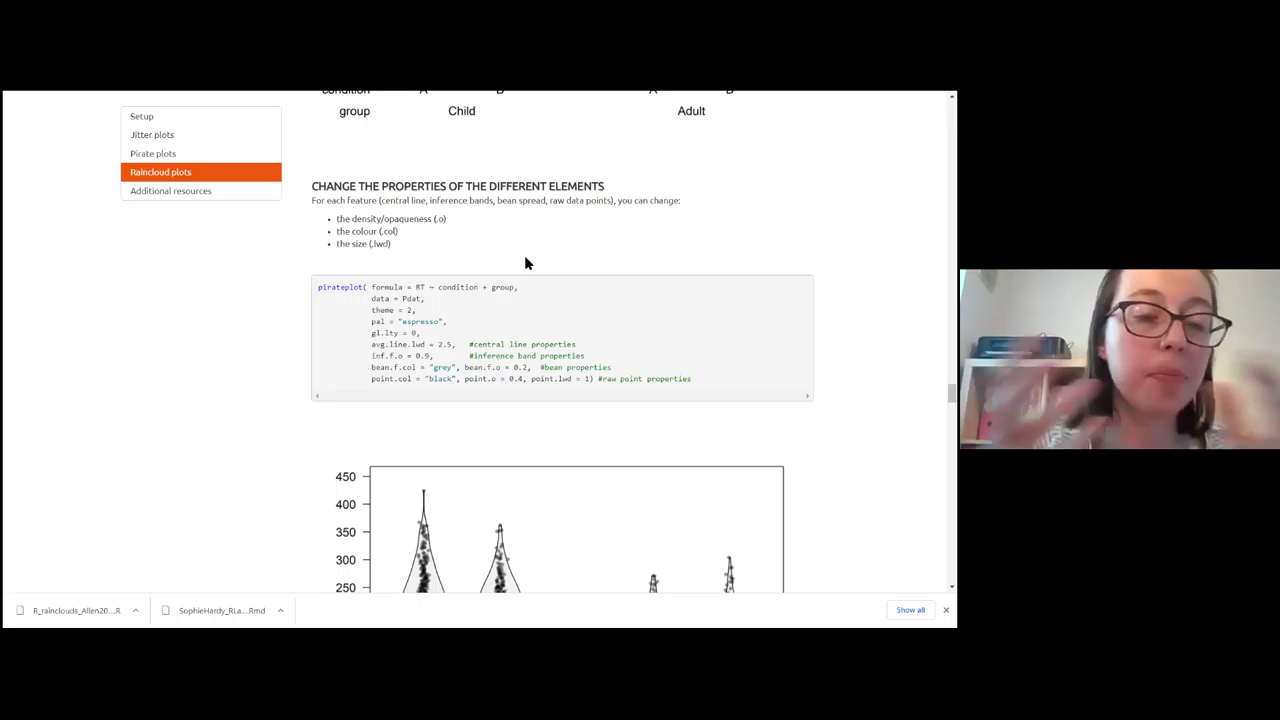 condition A B A B
group Child Adult
Setup
Jitter plots
Pirate plots
Raincloud plots
Additional resources
CHANGE THE PROPERTIES OF THE DIFFERENT ELEMENTS
For each feature (central line, inference bands, bean spread, raw data points), you can change:
• the density/opaqueness (.o)
• the colour (.col)
• the size (.lwd)
pirateplot( formula = RT ~ condition + group,
data = Pdat,
theme = 2,
pal = "espresso",
gl.lty = 0,
avg.line.lwd = 2.5, #central line properties
inf.f.o = 0.9, #inference band properties
bean.f.col = "grey", bean.f.o = 0.2, #bean properties
point.col = "black", point.o = 0.4, point.lwd = 1) #raw point properties
450
400
350
300
250
R_rainclouds_Allen20....R
SophieHardy_RLa....Rmd
Show all